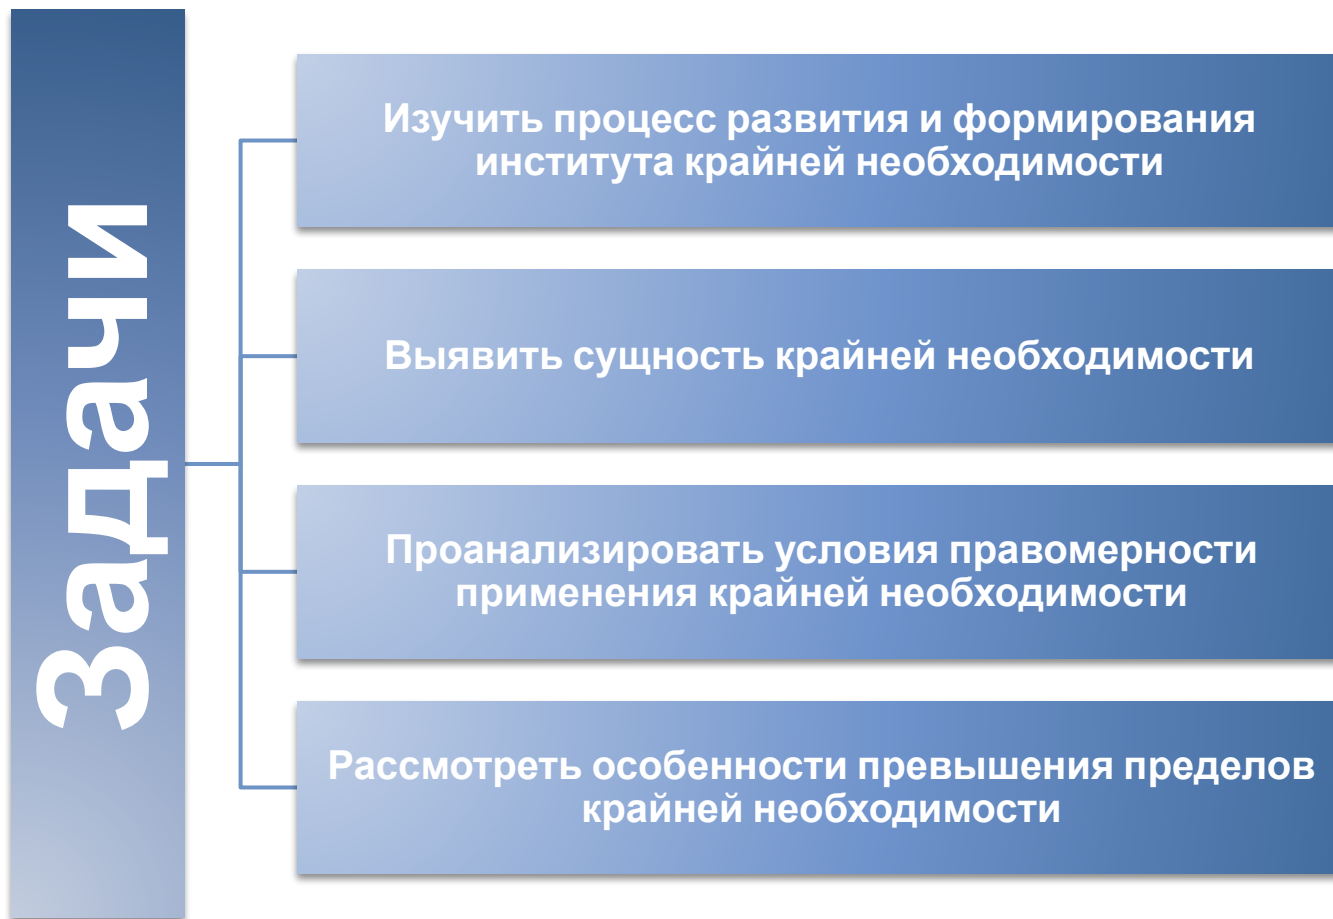 Задачи
Изучить процесс развития и формирования
института крайней необходимости
Выявить сущность крайней необходимости
Проанализировать условия правомерности
применения крайней необходимости
Рассмотреть особенности превышения пределов
крайней необходимости